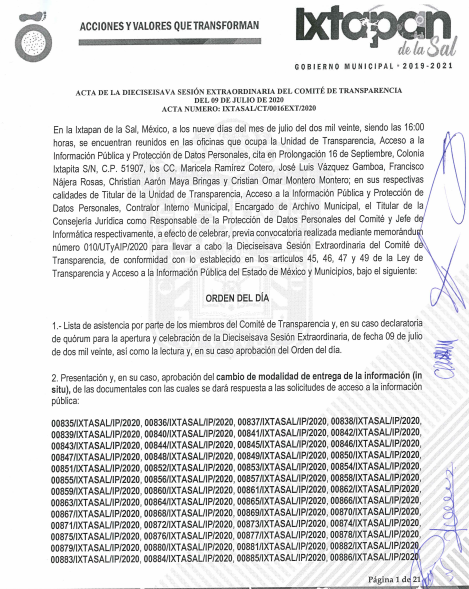 ACCIONES Y VALORES QUE TRANSFORMAN
Ixtapan
de la Sal
GOBIERNO MUNICIPAL · 2019-2021
ACTA DE LA DIECISEISAVA SESIÓN EXTRAORDINARIA DEL COMITÉ DE TRANSPARENCIA
DEL 09 DE JULIO DE 2020
ACTA NUMERO: IXTASAL/CT/0016EXT/2020
En la Ixtapan de la Sal, México, a los nueve días del mes de julio del dos mil veinte, siendo las 16:00
horas, se encuentran reunidos en las oficinas que ocupa la Unidad de Transparencia, Acceso a la
Información Pública y Protección de Datos Personales, cita en Prolongación 16 de Septiembre, Colonia
Ixtapita S/N, C.P. 51907, los CC. Maricela Ramírez Cotero, José Luis Vázquez Gamboa, Francisco
Nájera Rosas, Christian Aarón Maya Bringas y Cristian Omar Montero Montero; en sus respectivas
calidades de Titular de la Unidad de Transparencia, Acceso a la Información Pública y Protección de
Datos Personales, Contralor Interno Municipal, Encargado de Archivo Municipal, el Titular de la
Consejería Jurídica como Responsable de la Protección de Datos Personales del Comité y Jefe de
Informática respectivamente, a efecto de celebrar, previa convocatoria realizada mediante memorándum
número 010/UTyAIP/2020 para llevar a cabo la Dieciseisava Sesión Extraordinaria del Comité de
Transparencia, de conformidad con lo establecido en los artículos 45, 46, 47 y 49 de la Ley de
Transparencia y Acceso a la Información Pública del Estado de México y Municipios, bajo el siguiente:
ORDEN DEL DÍA
1.- Lista de asistencia por parte de los miembros del Comité de Transparencia y, en su caso declaratoria
de quórum para la apertura y celebración de la Dieciseisava Sesión Extraordinaria, de fecha 09 de julio
de dos mil veinte, así como la lectura y, en su caso aprobación del Orden del día.
2. Presentación y, en su caso, aprobación del cambio de modalidad de entrega de la información (in
situ), de las documentales con las cuales se dará respuesta a las solicitudes de acceso a la información
pública:
00835/IXTASAL/IP/2020, 00836/IXTASAL/IP/2020, 00837/IXTASAL/IP/2020, 00838/IXTASAL/IP/2020,
00839/IXTASAL/IP/2020, 00840/IXTASAL/IP/2020, 00841/IXTASAL/IP/2020, 00842/IXTASAL/IP/2020,
00843/IXTASAL/IP/2020, 00844/IXTASAL/IP/2020, 00845/IXTASAL/IP/2020, 00846/IXTASAL/IP/2020,
00847/IXTASAL/IP/2020, 00848/IXTASAL/IP/2020, 00849/IXTASAL/IP/2020, 00850/IXTASAL/IP/2020,
00851/IXTASAL/IP/2020, 00852/IXTASAL/IP/2020, 00853/IXTASAL/IP/2020, 00854/IXTASAL/IP/2020,
00855/IXTASAL/IP/2020, 00856/IXTASAL/IP/2020, 00857/IXTASAL/IP/2020, 00858/IXTASAL/IP/2020,
00859/IXTASAL/IP/2020, 00860/IXTASAL/IP/2020, 00861/IXTASAL/IP/2020, 00862/IXTASAL/IP/2020,
00863/IXTASAL/IP/2020, 00864/IXTASAL/IP/2020, 00865/IXTASAL/IP/2020, 00866/IXTASAL/IP/2020,
00867/IXTASAL/IP/2020, 00868/IXTASAL/IP/2020, 00869/IXTASAL/IP/2020, 00870/IXTASAL/IP/2020,
00871/IXTASAL/IP/2020, 00872/IXTASAL/IP/2020, 00873/IXTASAL/IP/2020, 00874/IXTASAL/IP/2020,
00875/IXTASAL/IP/2020, 00876/IXTASAL/IP/2020, 00877/IXTASAL/IP/2020, 00878/IXTASAL/IP/2020,
00879/IXTASAL/IP/2020, 00880/IXTASAL/IP/2020, 00881/IXTASAL/IP/2020, 00882/IXTASAL/IP/2020,
00883/IXTASAL/IP/2020, 00884/IXTASAL/IP/2020, 00885/IXTASAL/IP/2020, 00886/IXTASAL/IP/2020
Página 1 de 21